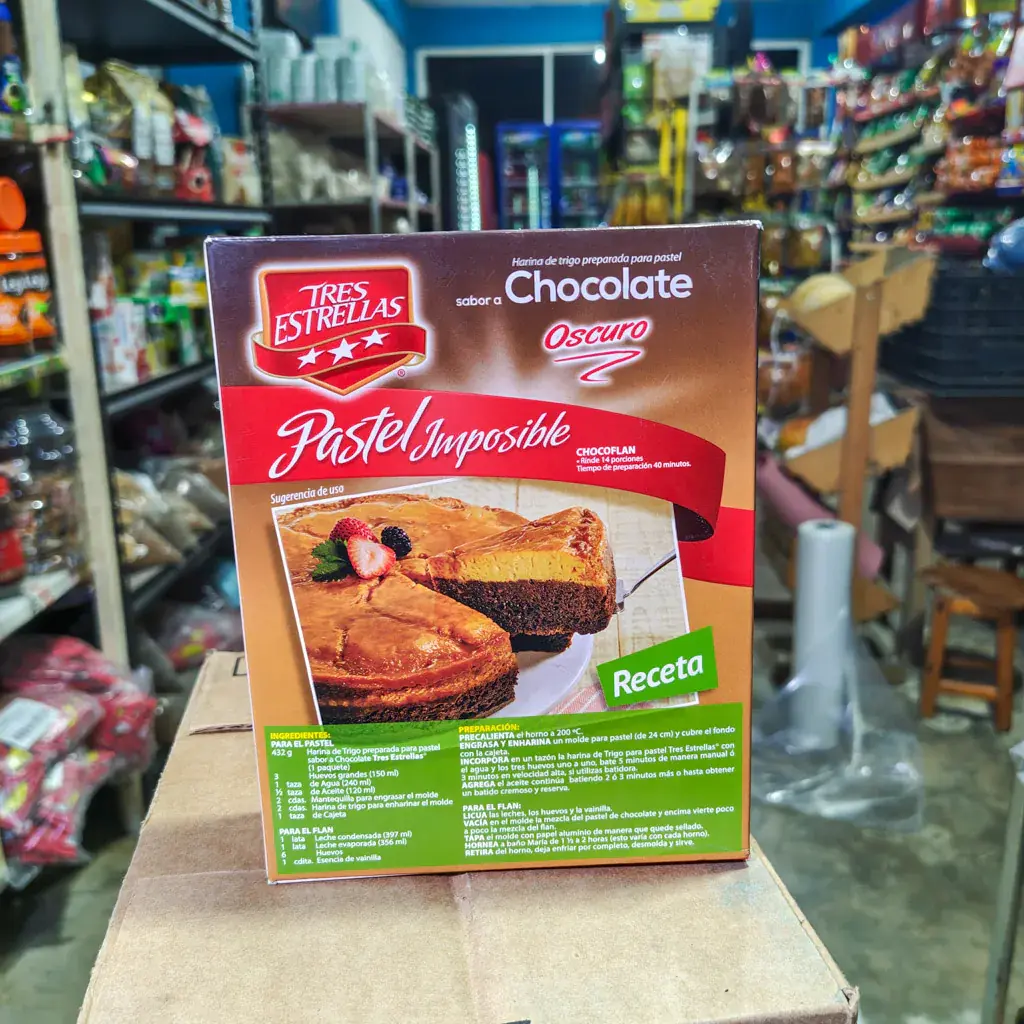 Harina de trigo preparada para pastel
sabor a Chocolate
Oscuro
TRES
ESTRELLAS
®
Pastel Imposible
CHOCOFLAN
• Rinde 14 porciones
Tiempo de preparación 40 minutos.
Sugerencia de uso
Receta
INGREDIENTES:
PARA EL PASTEL
432 g Harina de Trigo preparada para pastel
sabor a Chocolate Tres Estrellas®
(1 paquete)
3 Huevos grandes (150 ml)
1 taza de Agua (240 ml)
½ taza de Aceite (120 ml)
2 cdas. Mantequilla para engrasar el molde
2 cdas. Harina de trigo para enharinar el molde
1 taza de Cajeta
PARA EL FLAN
1 lata Leche condensada (397 ml)
1 lata Leche evaporada (356 ml)
6 Huevos
1 cdita. Esencia de vainilla
PREPARACIÓN:
PRECALIENTA el horno a 200 ºC.
ENGRASA Y ENHARINA un molde para pastel (de 24 cm) y cubre el fondo
con la cajeta.
INCORPORA en un tazón la harina de Trigo para pastel Tres Estrellas® con
el agua y los tres huevos uno a uno, bate 5 minutos de manera manual ó
3 minutos en velocidad alta, si utilizas batidora.
AGREGA el aceite continúa batiendo 2 ó 3 minutos más o hasta obtener
un batido cremoso y reserva.
PARA EL FLAN:
LICUA las leches, los huevos y la vainilla.
VACÍA en el molde la mezcla del pastel de chocolate y encima vierte poco
a poco la mezcla del flan.
TAPA el molde con papel aluminio de manera que quede sellado.
HORNEA a baño María de 1 ½ a 2 horas (esto varía con cada horno).
RETIRA del horno, deja enfriar por completo, desmolda y sirve.